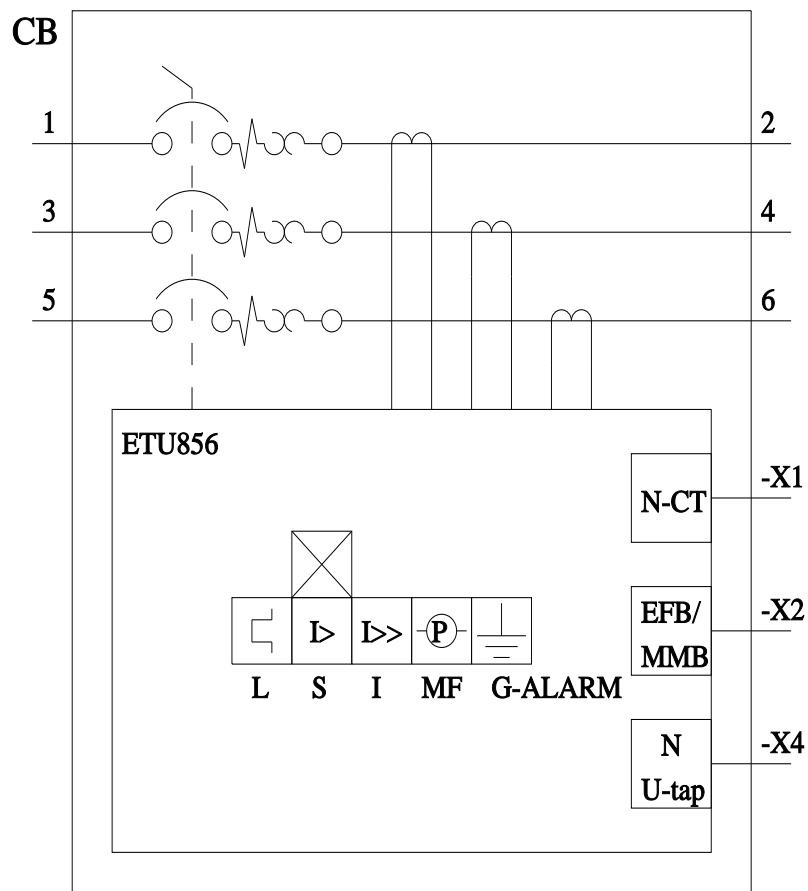 CB
1
2
3
4
5
6
ETU856
-X1
N-CT
EFB/
MMB
-X2
I>
I>>
P
L
S
I
MF
G-ALARM
N
U-tap
-X4